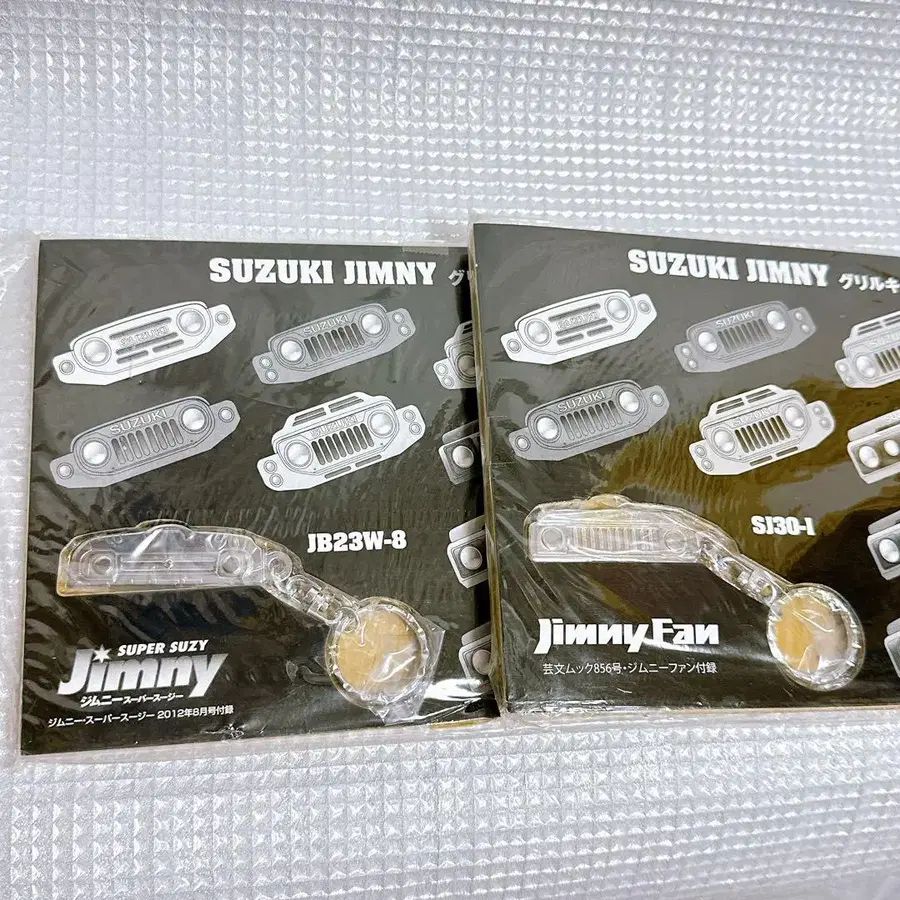 SUZUKI JIMNY グリ
SUZUKI
SUZUKI
SUZUKI
SUZUKI
JB23W-8
SUPER SUZY
Jimny
ジムニースーパースージー
ジムニー・スーパースージー 2012年8月号付録
SUZUKI JIMNY グリルキ
SUZUKI
SUZUKI
SUZUKI
SUZUKI
SJ30-I
Jimny Fan
芸文ムック856号・ジムニーファン付録